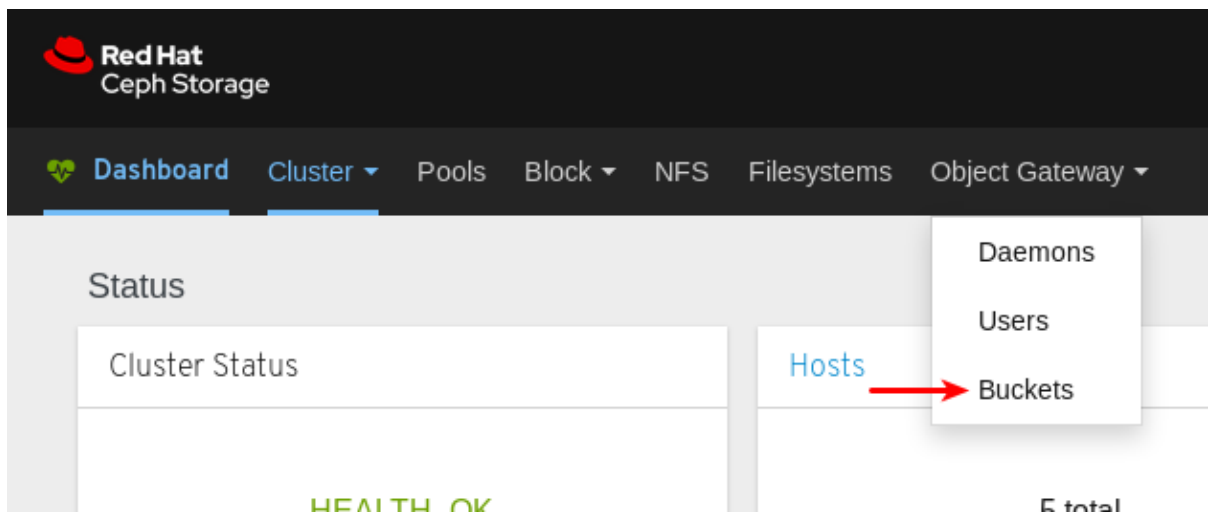 Red Hat
Ceph Storage
Dashboard Cluster Pools Block NFS Filesystems Object Gateway
Daemons
Users
Buckets
Status
Cluster Status
Hosts
HEALTH_OK
5 total